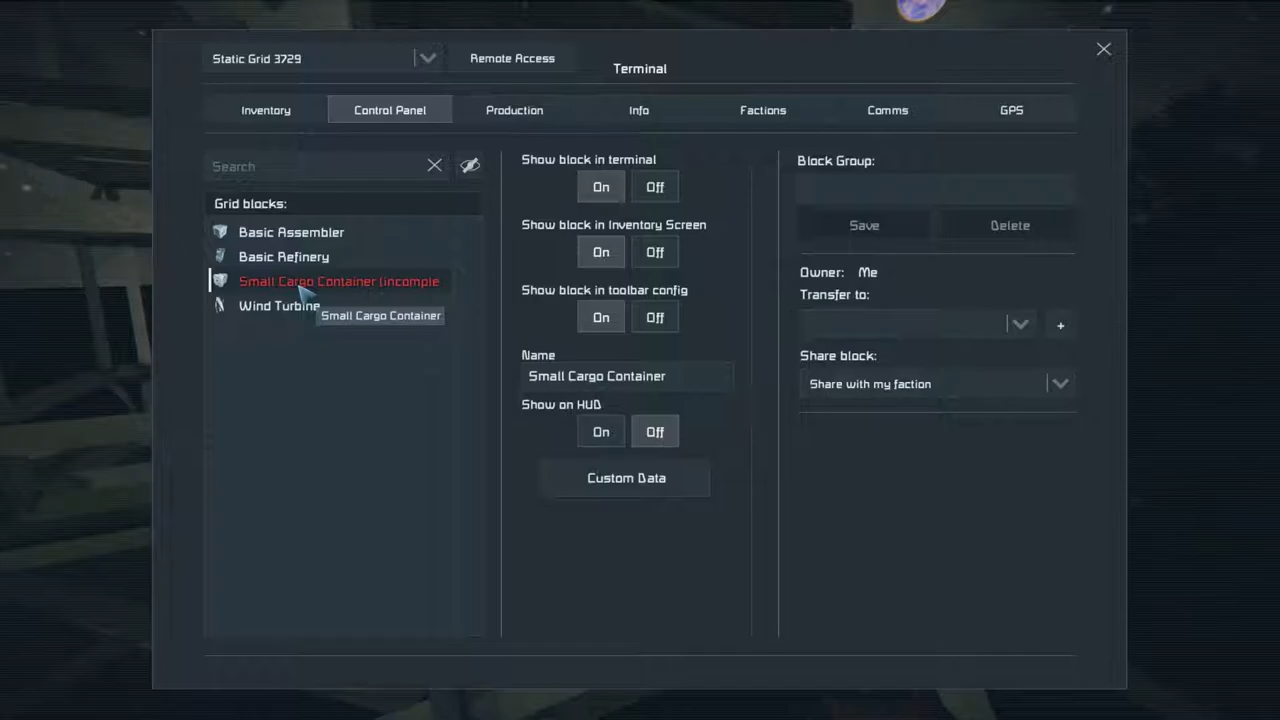 Static Grid 3729
Remote Access
Terminal
Inventory
Control Panel
Production
Info
Factions
Comms
GPS
Search
Grid blocks:
Basic Assembler
Basic Refinery
Small Cargo Container (incomple
Wind Turbine
Small Cargo Container
Show block in terminal
On Off
Show block in Inventory Screen
On Off
Show block in toolbar config
On Off
Name
Small Cargo Container
Show on HUD
On Off
Custom Data
Block Group:
Save Delete
Owner: Me
Transfer to:
+
Share block:
Share with my faction